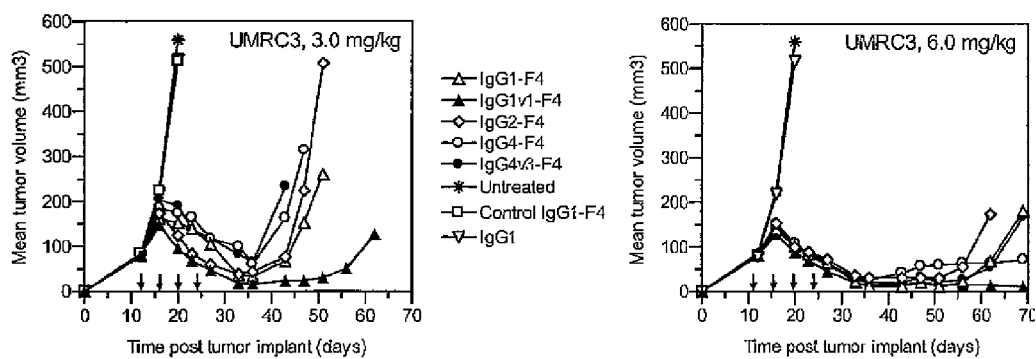 UMRC3, 3.0 mg/kg
Mean tumor volume (mm3)
600
500
400
300
200
100
0
0 10 20 30 40 50 60 70
Time post tumor implant (days)
IgG1-F4
IgG1v1-F4
IgG2-F4
IgG4-F4
IgG4v3-F4
Untreated
Control IgG1-F4
IgG1
UMRC3, 6.0 mg/kg
Mean tumor volume (mm3)
600
500
400
300
200
100
0
0 10 20 30 40 50 60 70
Time post tumor implant (days)